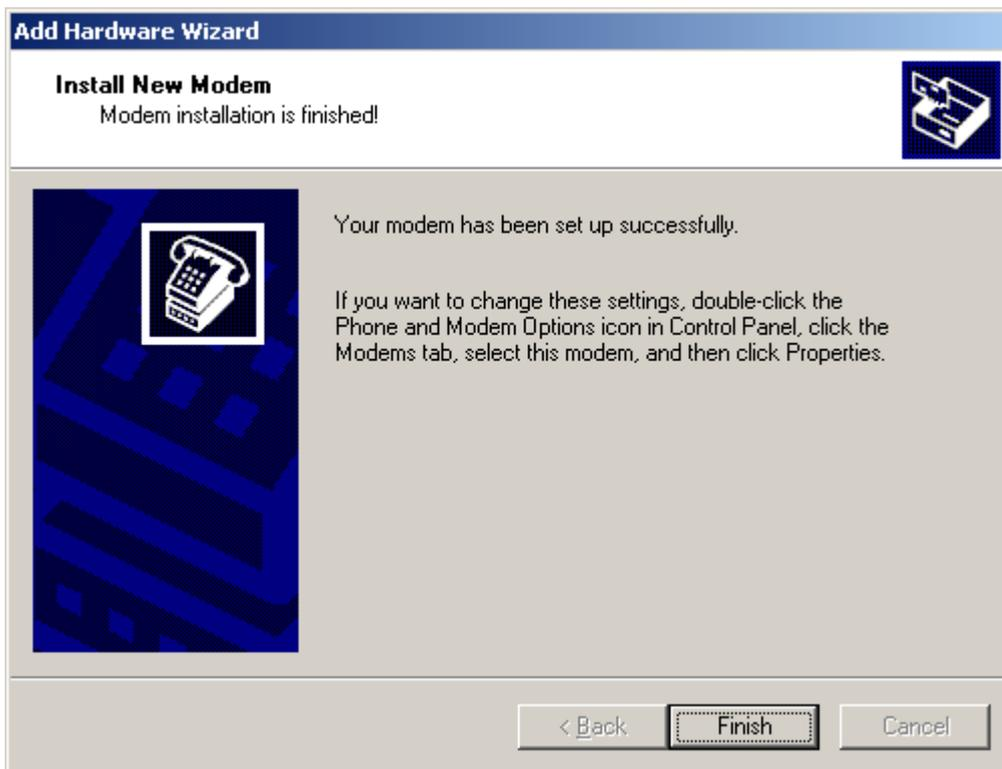 Add Hardware Wizard
Install New Modem
Modem installation is finished!
Your modem has been set up successfully.
If you want to change these settings, double-click the
Phone and Modem Options icon in Control Panel, click the
Modems tab, select this modem, and then click Properties.
< Back
Finish
Cancel